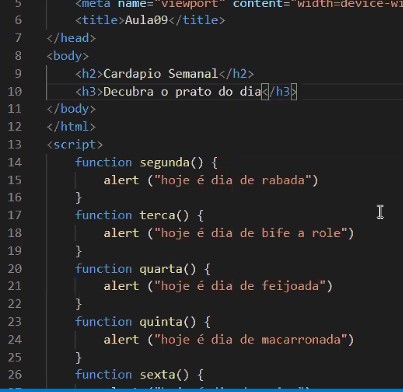 5 <meta name="viewport" content="width=device-wi
6 <title>Aula09</title>
7 </head>
8 <body>
9 <h2>Cardapio Semanal</h2>
10 <h3>Decubra o prato do dia</h3>
11 </body>
12 </html>
13 <script>
14 function segunda() {
15 alert ("hoje é dia de rabada")
16 }
17 function terca() {
18 alert ("hoje é dia de bife a role")
19 }
20 function quarta() {
21 alert ("hoje é dia de feijoada")
22 }
23 function quinta() {
24 alert ("hoje é dia de macarronada")
25 }
26 function sexta() {